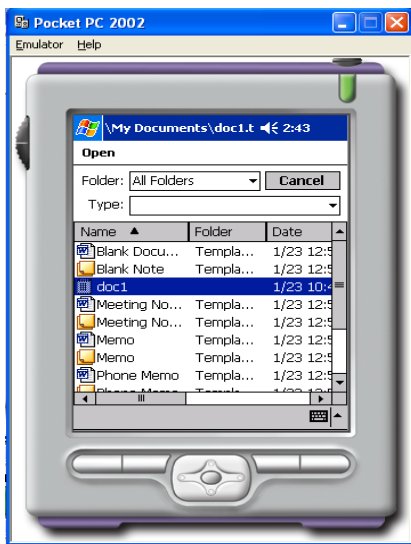 Pocket PC 2002
Emulator Help
\My Documents\doc1.t 2:43
Open
Folder: All Folders Cancel
Type:
Name Folder Date
Blank Docu... Templa... 1/23 12:5
Blank Note Templa... 1/23 12:5
doc1 1/23 10:4
Meeting No... Templa... 1/23 12:5
Meeting No... Templa... 1/23 12:5
Memo Templa... 1/23 12:5
Memo Templa... 1/23 12:5
Phone Memo Templa... 1/23 12:5